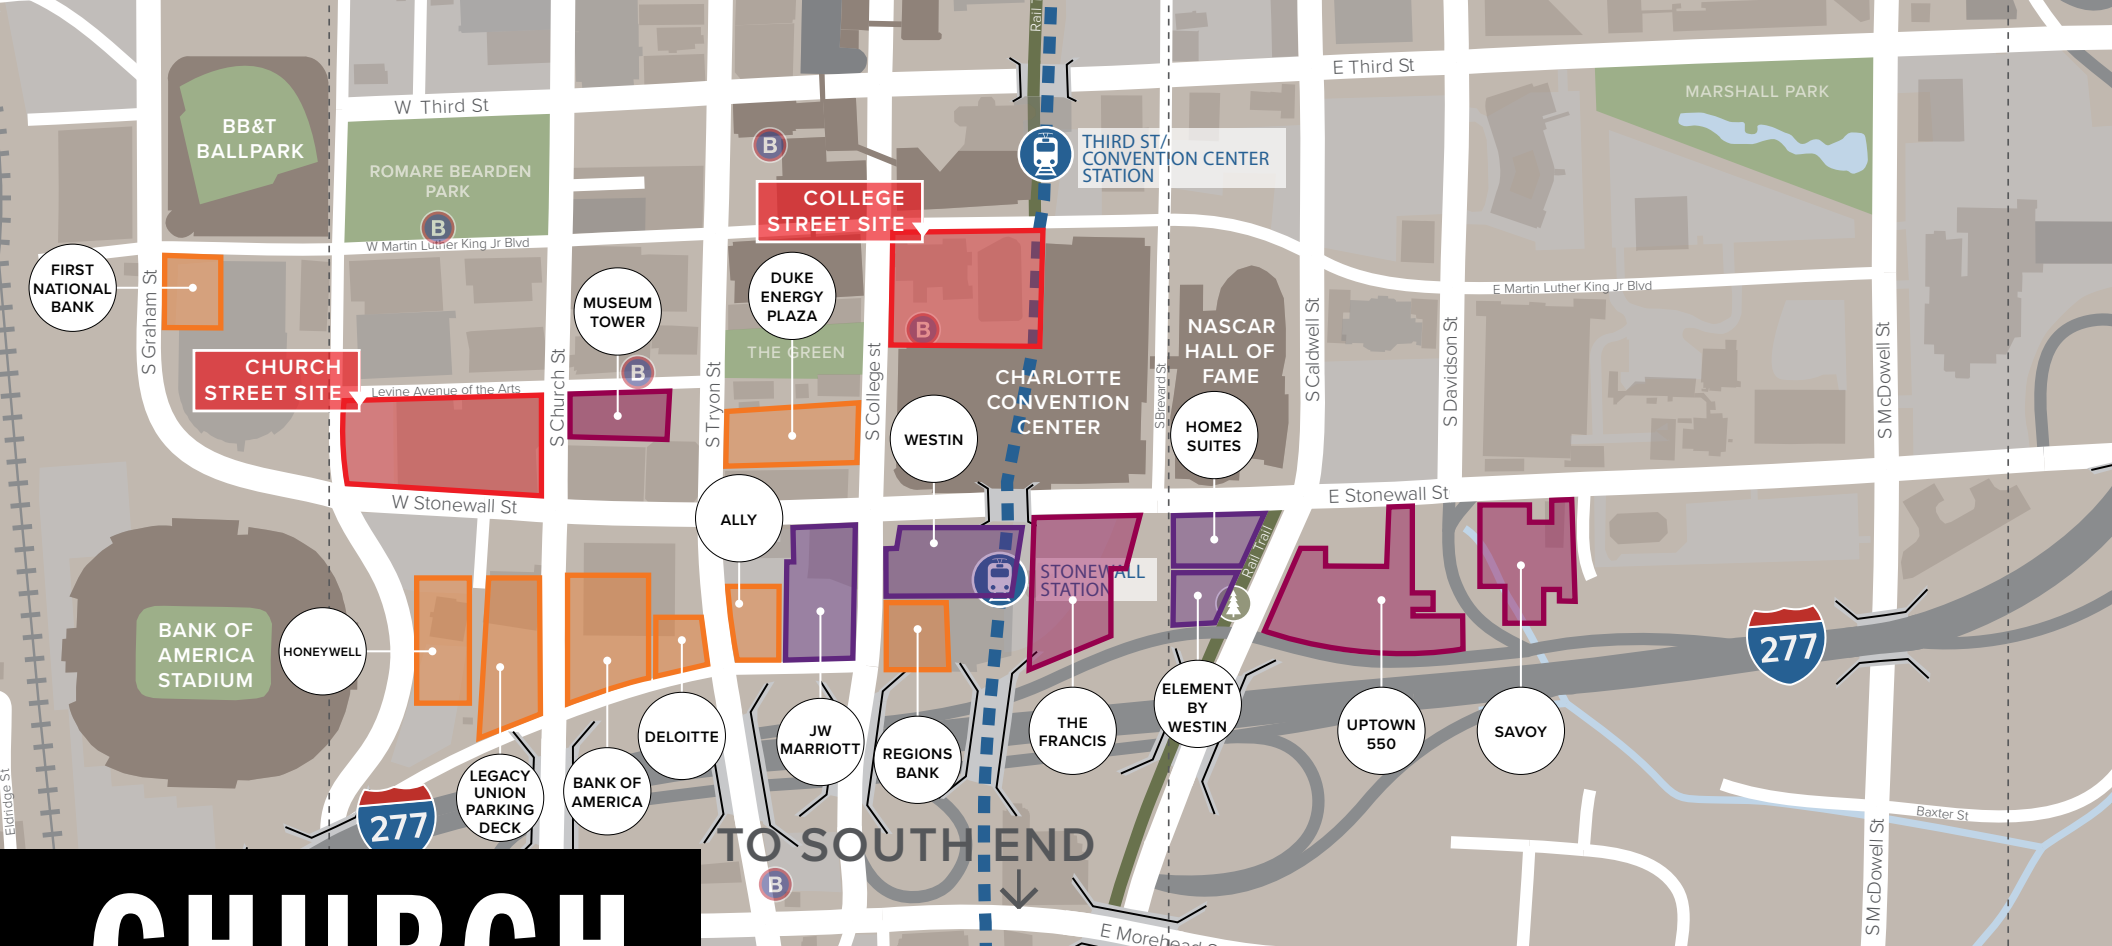 Rail T
E Third St
W Third St
MARSHALL PARK
BB&T
BALLPARK
B
THIRD ST/
CONVENTION CENTER
STATION
ROMARE BEARDEN
PARK
COLLEGE
STREET SITE
B
W Martin Luther King Jr Blvd
FIRST
NATIONAL
BANK
S Graham St
MUSEUM
TOWER
DUKE
ENERGY
PLAZA
E Martin Luther King Jr Blvd
B
NASCAR
HALL OF
FAME
S Caldwell St
S Davidson St
S McDowell St
THE GREEN
CHURCH
STREET SITE
Levine Avenue of the Arts
B
S Church St
S Tryon St
S College st
CHARLOTTE
CONVENTION
CENTER
S Brevard St
WESTIN
HOME2
SUITES
W Stonewall St
E Stonewall St
ALLY
Rail Trail
STONEWALL
STATION
BANK OF
AMERICA
STADIUM
HONEYWELL
277
ELEMENT
BY
WESTIN
DELOITTE
JW
MARRIOTT
REGIONS
BANK
THE
FRANCIS
UPTOWN
550
SAVOY
LEGACY
UNION
PARKING
DECK
BANK OF
AMERICA
Eldridge St
277
Baxter St
S McDowell St
TO SOUTH END
B
CHURCH
E Morehead S